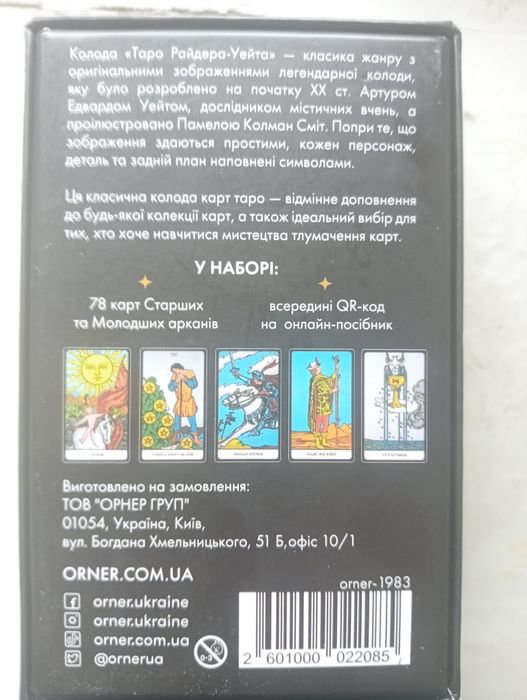 Колода «Таро Райдера-Уейта» — класика жанру з
оригінальними зображеннями легендарної колоди,
яку було розроблено на початку XX ст. Артуром
Едвардом Уейтом, дослідником містичних вчень, а
проілюстровано Памелою Колман Сміт. Попри те, що
зображення здаються простими, кожен персонаж,
деталь та задній план наповнені символами.
Ця класична колода карт таро — відмінне доповнення
до будь-якої колекції карт, а також ідеальний вибір для
тих, хто хоче навчитися мистецтва тлумачення карт.
У НАБОРІ:
78 карт Старших
та Молодших арканів
всередині QR-код
на онлайн-посібник
Виготовлено на замовлення:
ТОВ "ОРНЕР ГРУП"
01054, Україна, Київ,
вул. Богдана Хмельницького, 51 Б,офіс 10/1
ORNER.COM.UA
orner-1983
orner.ukraine
orner.ukraine
orner.com.ua
@ornerua
0-3
2 601000 022085